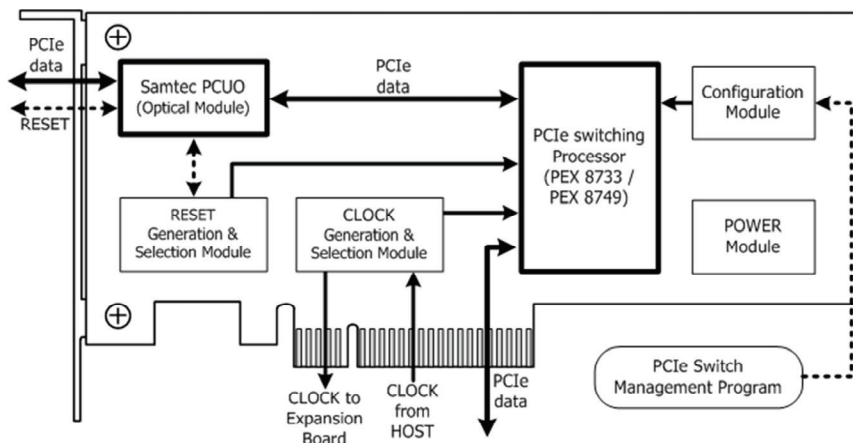 PCIe
data
RESET
Samtec PCUO
(Optical Module)
PCIe
data
PCIe switching
Processor
(PEX 8733 /
PEX 8749)
Configuration
Module
RESET
Generation &
Selection Module
CLOCK
Generation &
Selection Module
POWER
Module
CLOCK to
Expansion
Board
CLOCK
from
HOST
PCIe
data
PCIe Switch
Management Program